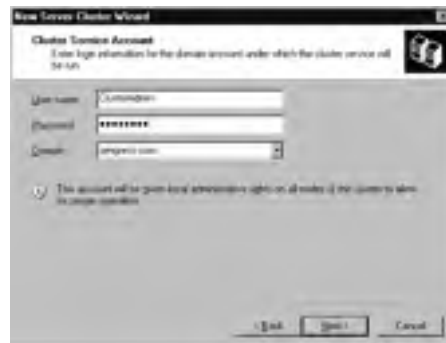 New Server Cluster Wizard
Cluster Service Account
Enter login information for the domain account under which the cluster service will
be run.
User name:
Password:
Domain:
This account will be given local administrative rights on all nodes of this cluster to allow
for proper operation.
< Back Next > Cancel